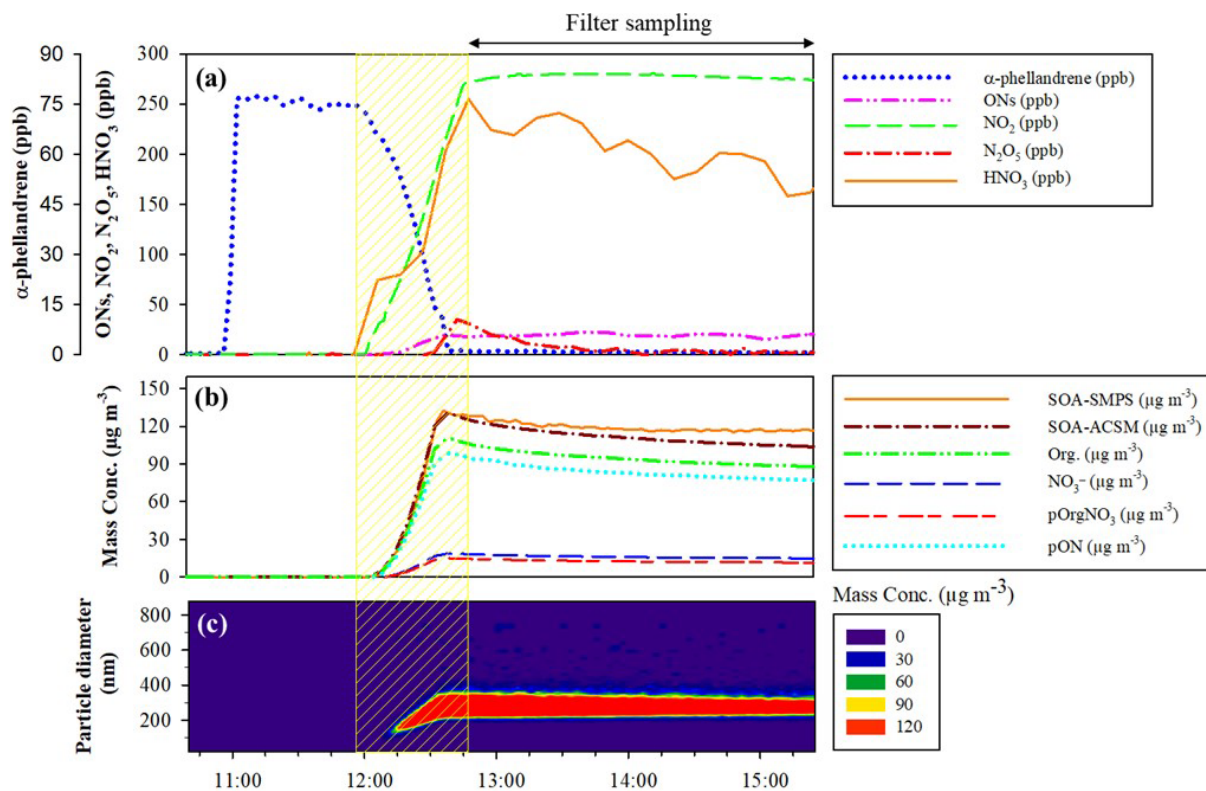 Filter sampling
(a)
α-phellandrene (ppb)
90
75
60
45
30
15
0
ONs, NO₂, N₂O₅, HNO₃ (ppb)
300
250
200
150
100
50
0
α-phellandrene (ppb)
ONs (ppb)
NO₂ (ppb)
N₂O₅ (ppb)
HNO₃ (ppb)
(b)
Mass Conc. (µg m⁻³)
150
120
90
60
30
0
SOA-SMPS (µg m⁻³)
SOA-ACSM (µg m⁻³)
Org. (µg m⁻³)
NO₃⁻ (µg m⁻³)
pOrgNO₃ (µg m⁻³)
pON (µg m⁻³)
(c)
Particle diameter
(nm)
800
600
400
200
Mass Conc. (µg m⁻³)
0
30
60
90
120
11:00 12:00 13:00 14:00 15:00